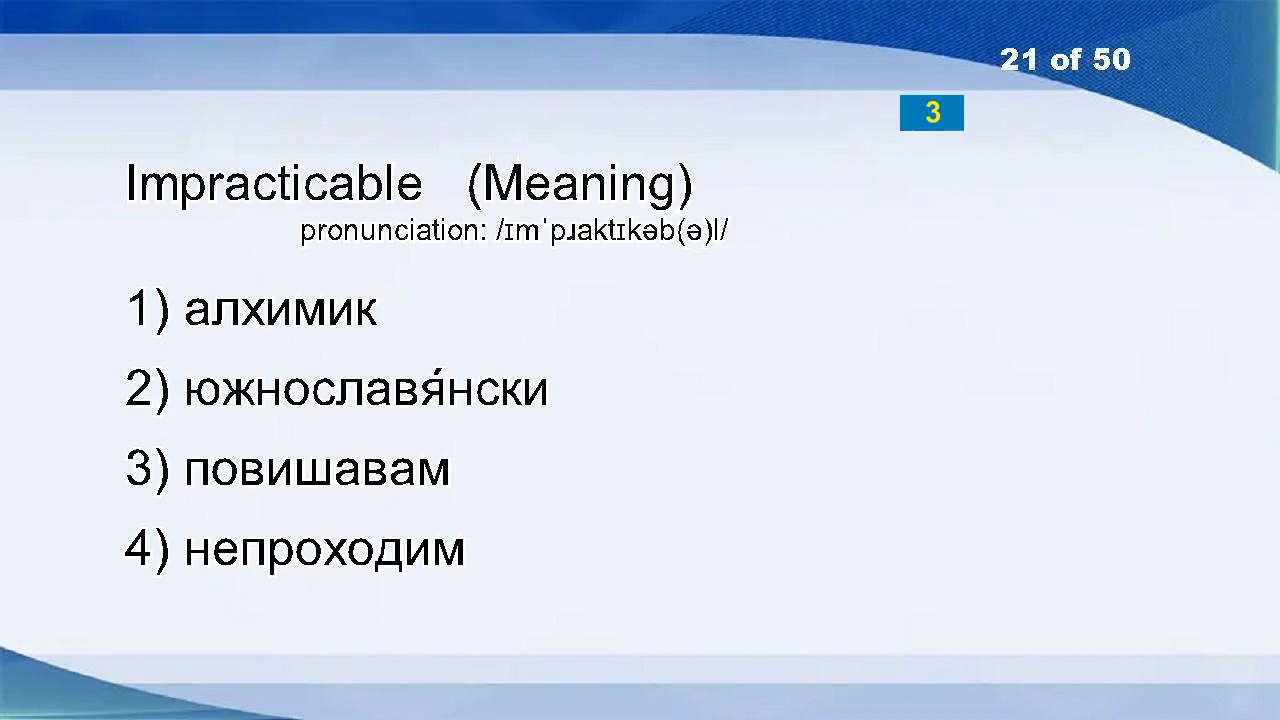 21 of 50
3
Impracticable (Meaning)
pronunciation: /ɪmˈpɹaktɪkəb(ə)l/
1) алхимик
2) южнославя́нски
3) повишавам
4) непроходим